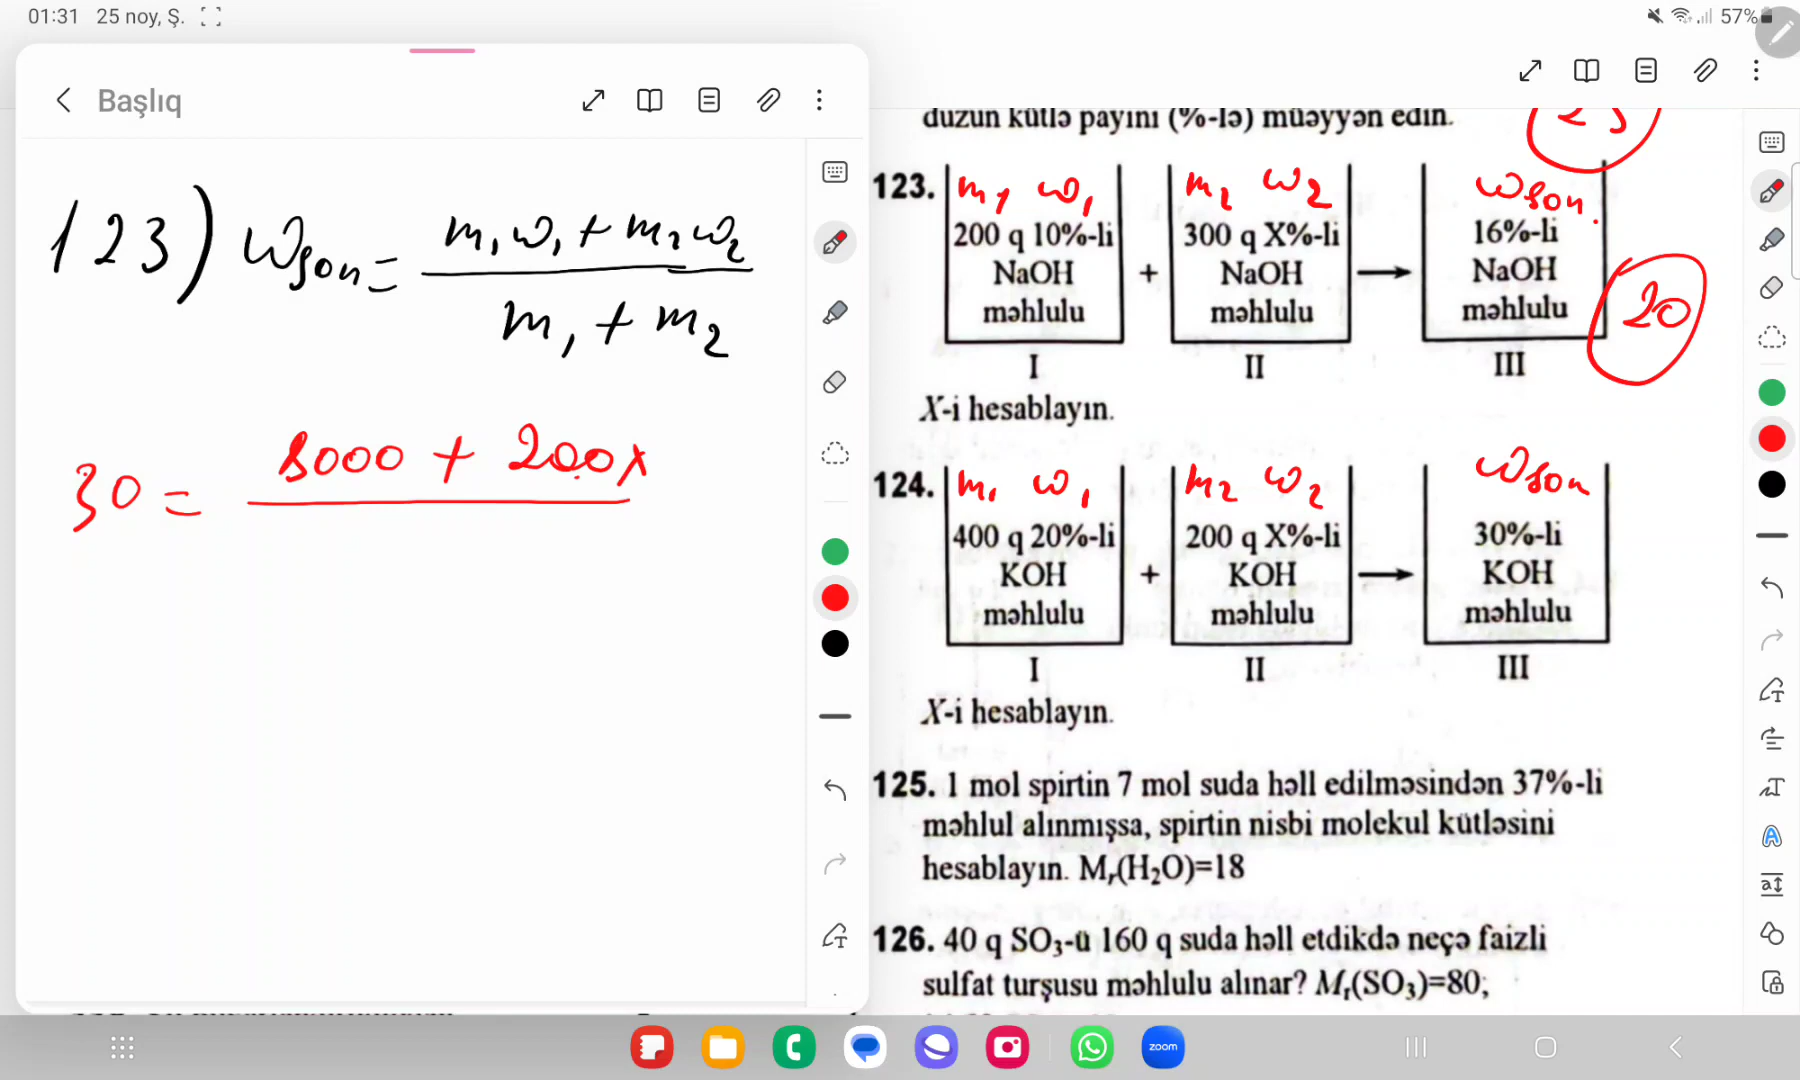 01:31 25 noy, Ş.
57%
Başlıq
123) ωson = m₁ω₁ + m₂ω₂
m₁ + m₂
30 = 8000 + 200x
duzun kütlə payını (%-lə) müəyyən edin.
123. m₁ ω₁ m₂ ω₂ ωson.
200 q 10%-li 300 q X%-li 16%-li
NaOH + NaOH → NaOH
məhlulu məhlulu məhlulu 20
I II III
X-i hesablayın.
124. m₁ ω₁ m₂ ω₂ ωson
400 q 20%-li 200 q X%-li 30%-li
KOH + KOH → KOH
məhlulu məhlulu məhlulu
I II III
X-i hesablayın.
125. 1 mol spirtin 7 mol suda həll edilməsindən 37%-li
məhlul alınmışsa, spirtin nisbi molekul kütləsini
hesablayın. Mᵣ(H₂O)=18
126. 40 q SO₃-ü 160 q suda həll etdikdə neçə faizli
sulfat turşusu məhlulu alınar? Mᵣ(SO₃)=80;
zoom